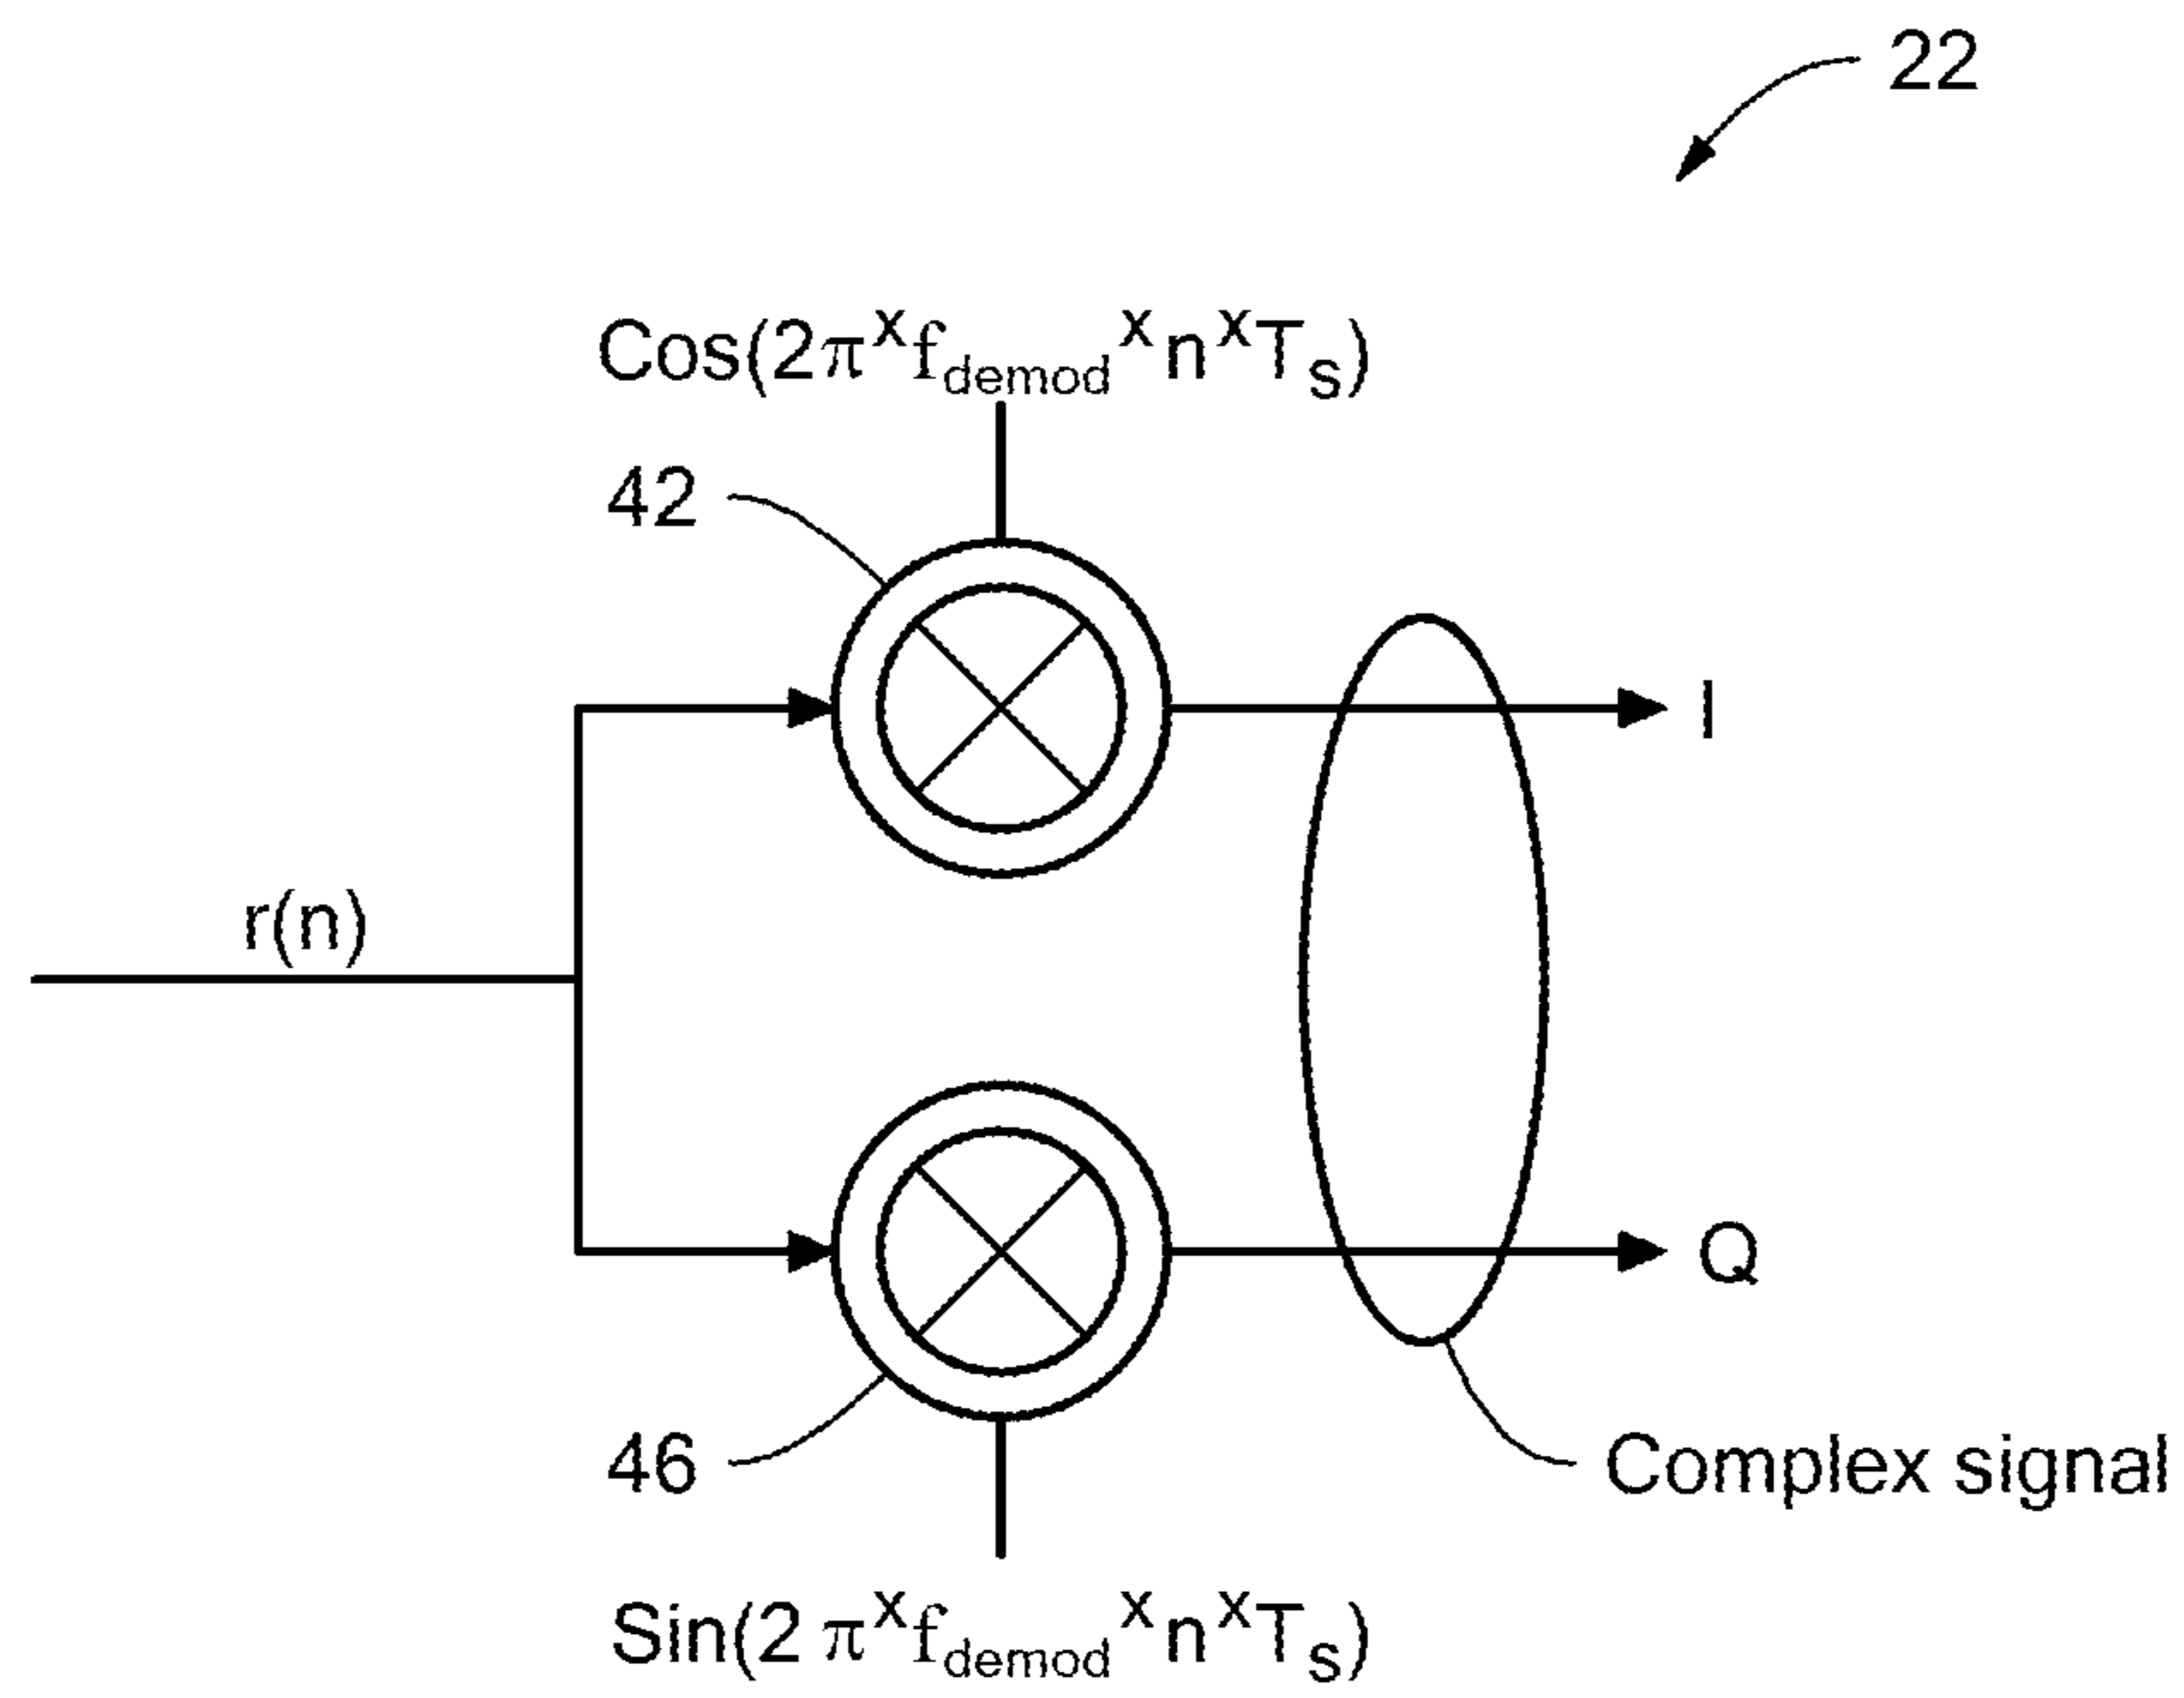 22
Cos(2π^x f_demod ^x n ^x T_s)
42
I
r(n)
Q
46
Complex signal
Sin(2 π^x f_demod ^x n ^x T_s)